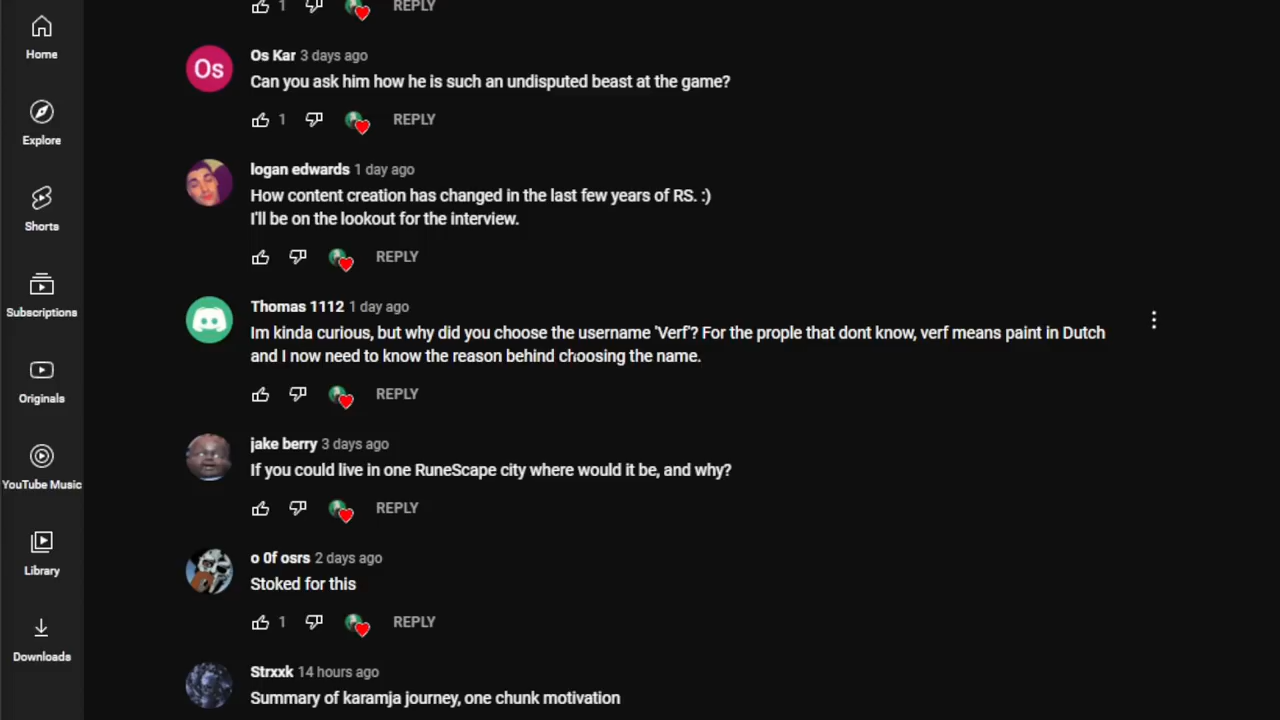 1 REPLY
Home
Os
Os Kar 3 days ago
Can you ask him how he is such an undisputed beast at the game?
1 REPLY
Explore
logan edwards 1 day ago
How content creation has changed in the last few years of RS. :)
I'll be on the lookout for the interview.
REPLY
Shorts
Subscriptions
Thomas 1112 1 day ago
Im kinda curious, but why did you choose the username 'Verf'? For the prople that dont know, verf means paint in Dutch
and I now need to know the reason behind choosing the name.
REPLY
Originals
jake berry 3 days ago
If you could live in one RuneScape city where would it be, and why?
REPLY
YouTube Music
o 0f osrs 2 days ago
Stoked for this
1 REPLY
Library
Downloads
Strxxk 14 hours ago
Summary of karamja journey, one chunk motivation